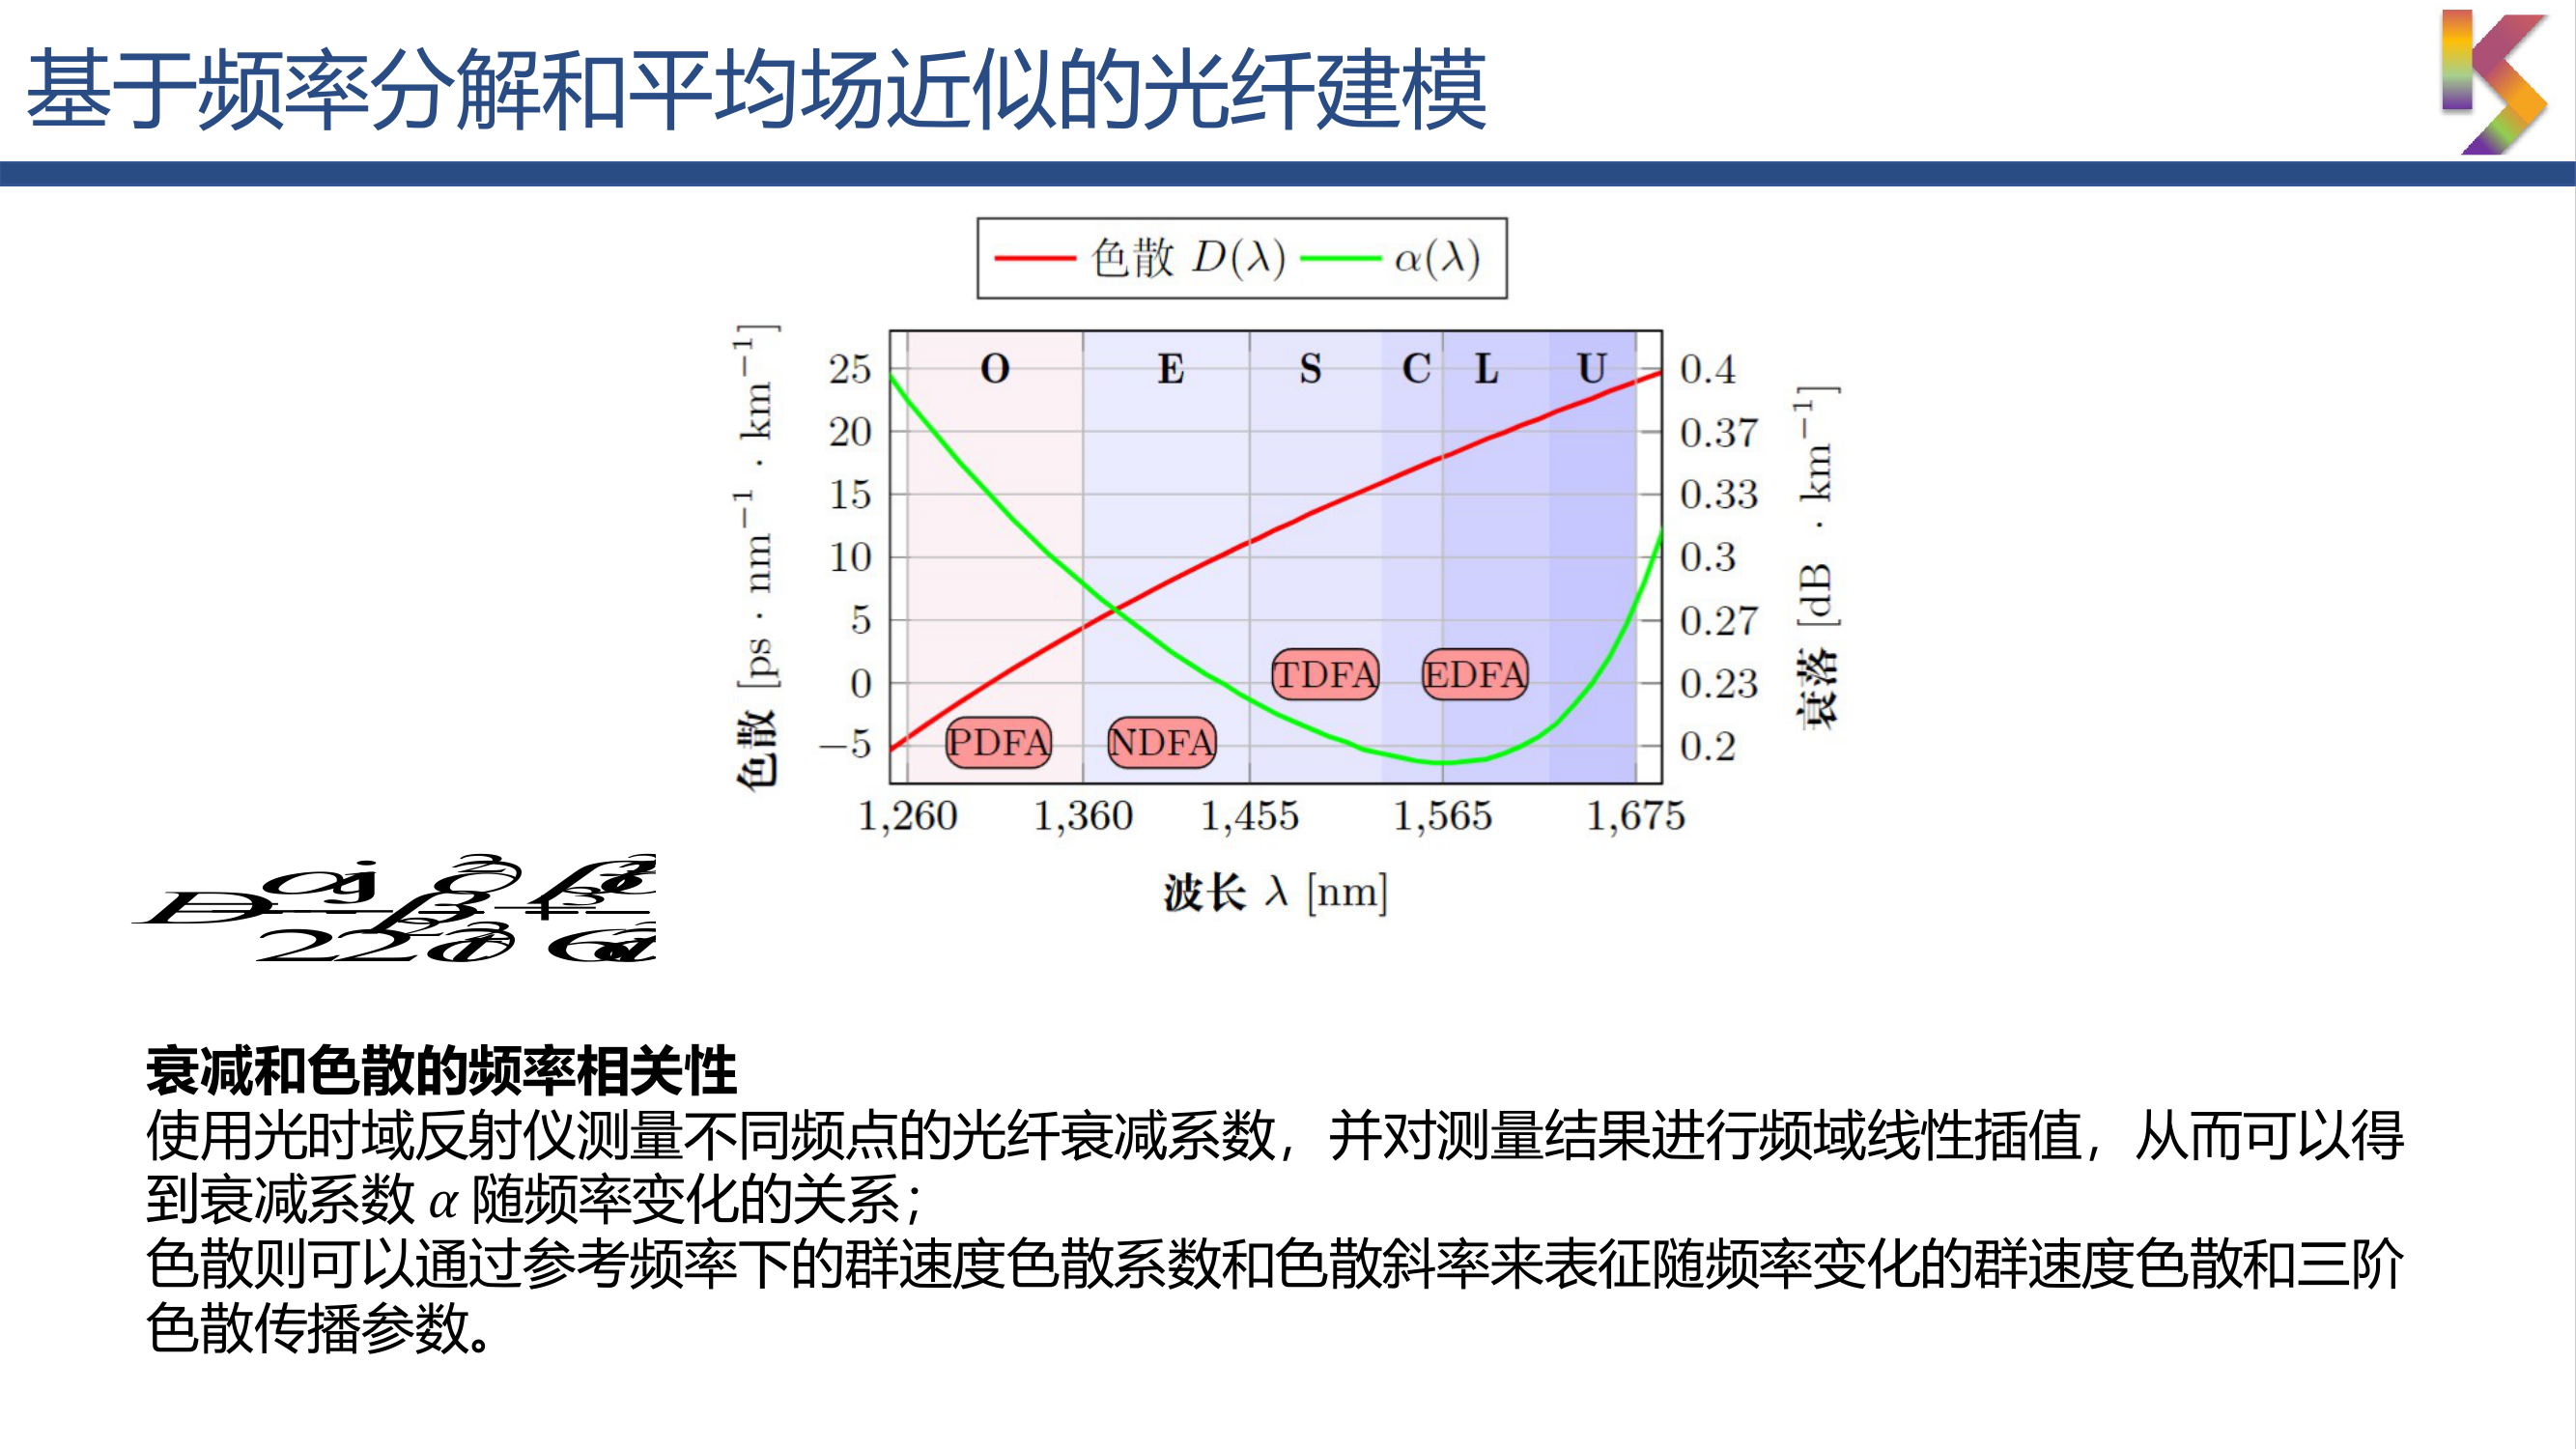 基于频率分解和平均场近似的光纤建模
色散 D(λ) α(λ)
O E S C L U
色散 [ps · nm⁻¹ · km⁻¹]
25
20
15
10
5
0
−5
0.4
0.37
0.33
0.3
0.27
0.23
0.2
衰落 [dB · km⁻¹]
TDFA EDFA
PDFA NDFA
1,260 1,360 1,455 1,565 1,675
波长 λ [nm]
衰减和色散的频率相关性
使用光时域反射仪测量不同频点的光纤衰减系数，并对测量结果进行频域线性插值，从而可以得
到衰减系数 α 随频率变化的关系；
色散则可以通过参考频率下的群速度色散系数和色散斜率来表征随频率变化的群速度色散和三阶
色散传播参数。